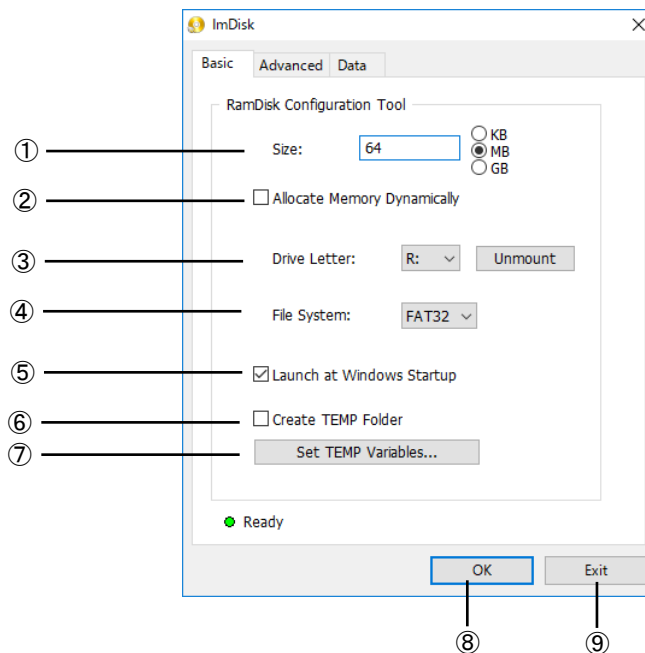 ImDisk
Basic Advanced Data
RamDisk Configuration Tool
① Size: 64
KB
MB
GB
② Allocate Memory Dynamically
③ Drive Letter: R: Unmount
④ File System: FAT32
⑤ Launch at Windows Startup
⑥ Create TEMP Folder
⑦ Set TEMP Variables...
Ready
OK Exit
⑧ ⑨